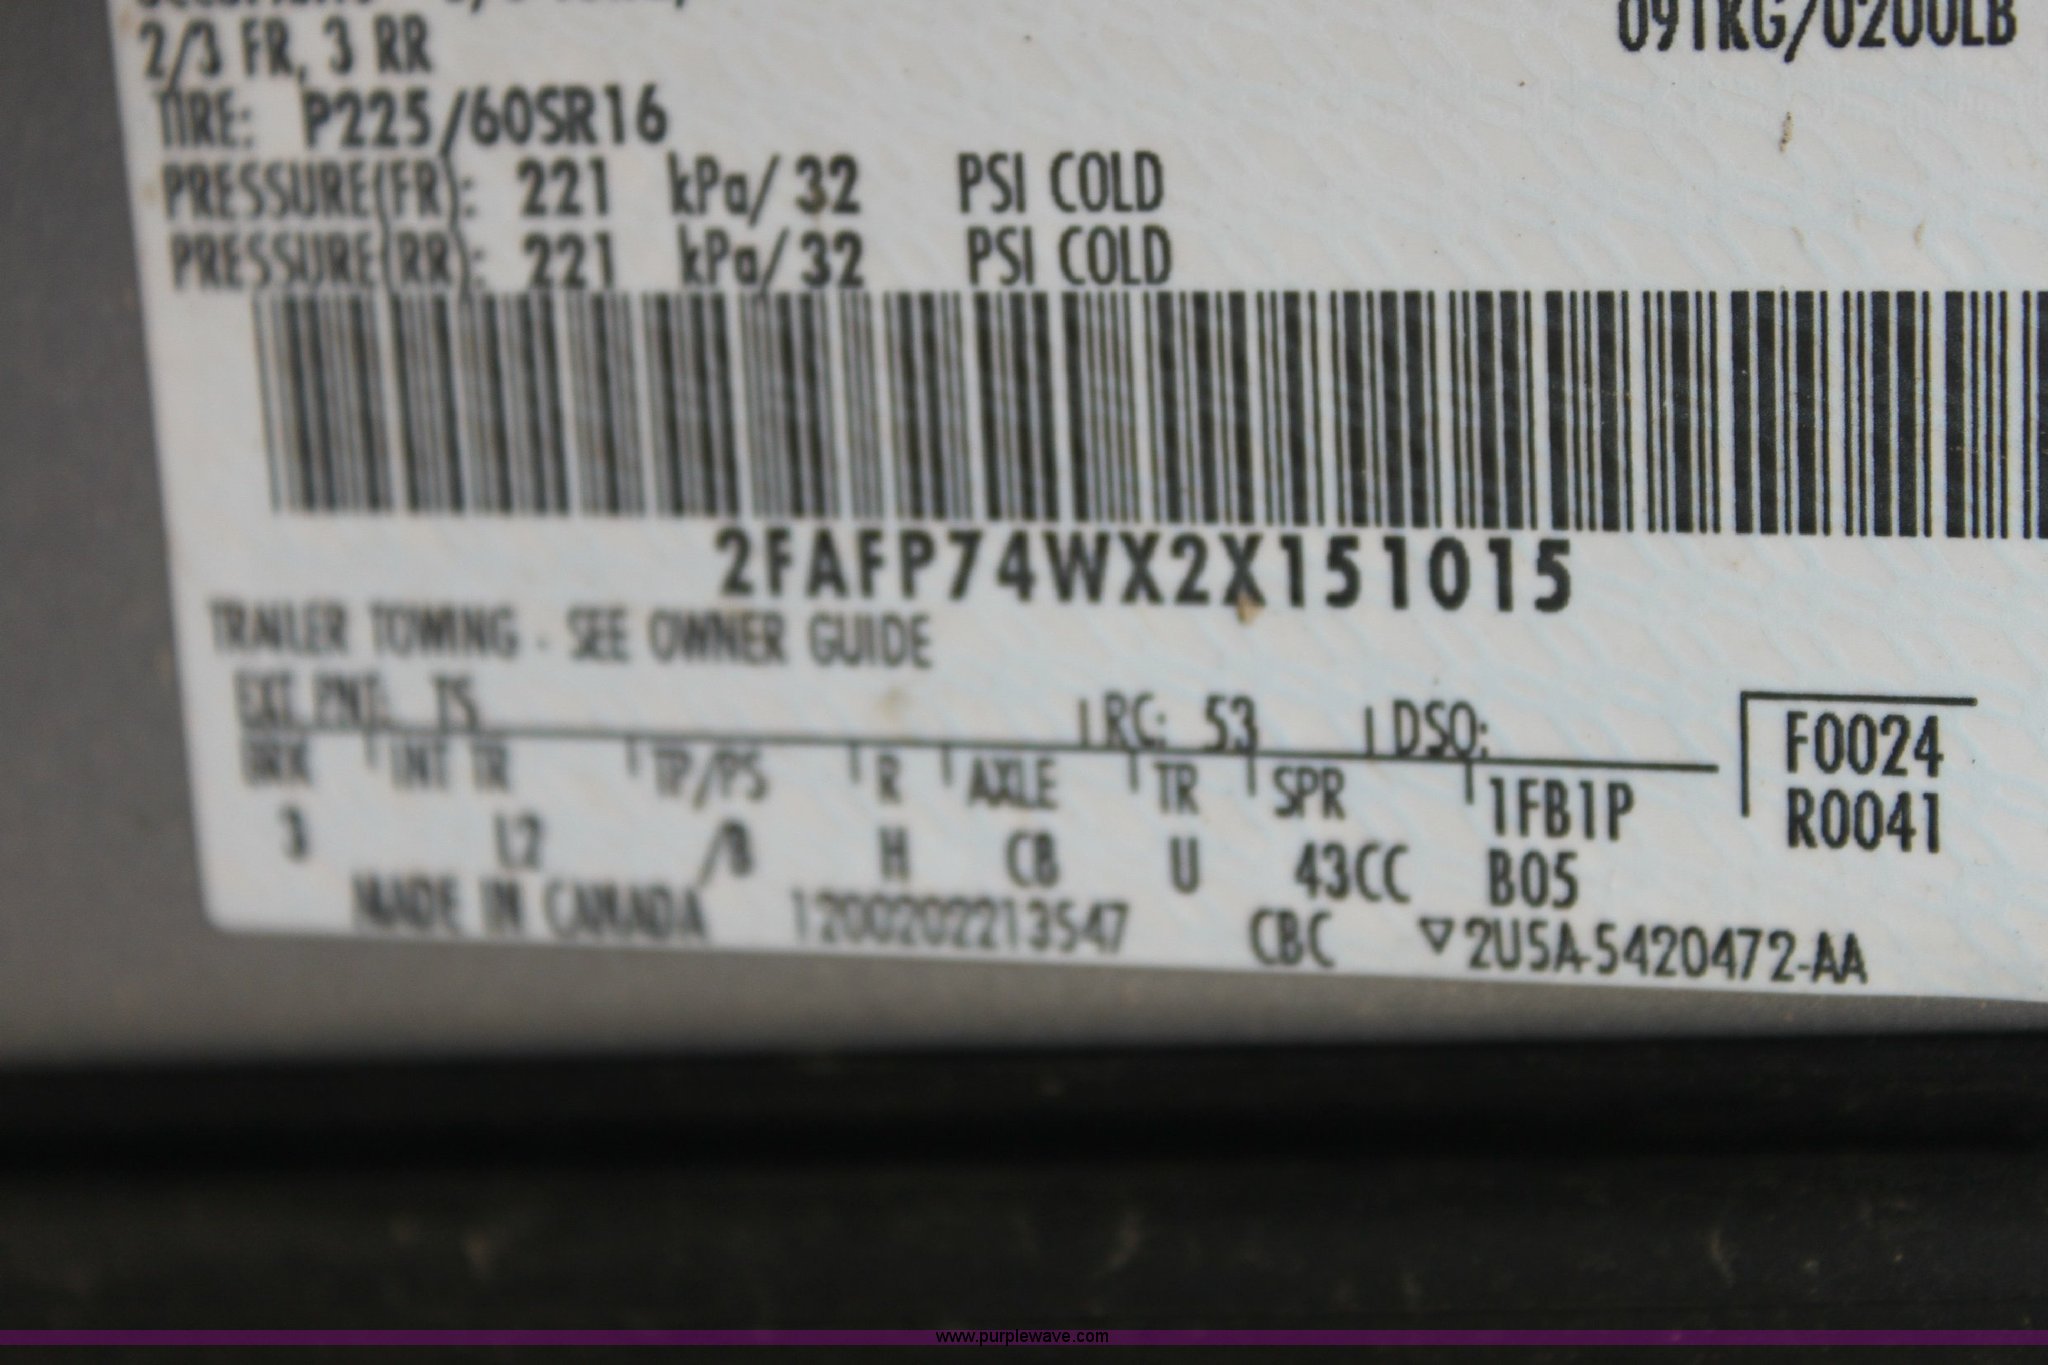 2/3 FR, 3 RR
091KG/0200LB
TIRE: P225/60SR16
PRESSURE(FR): 221 kPa/ 32 PSI COLD
PRESSURE(RR): 221 kPa/ 32 PSI COLD
2FAFP74WX2X151015
TRAILER TOWING - SEE OWNER GUIDE
EXT PNT: TS RC: 53 DSO: F0024
BRK INT TR TP/PS R AXLE TR SPR 1FB1P R0041
3 L2 /8 H CB U 43CC B05
MADE IN CANADA 1200202213547 CBC ▽2U5A-5420472-AA
www.purplewave.com